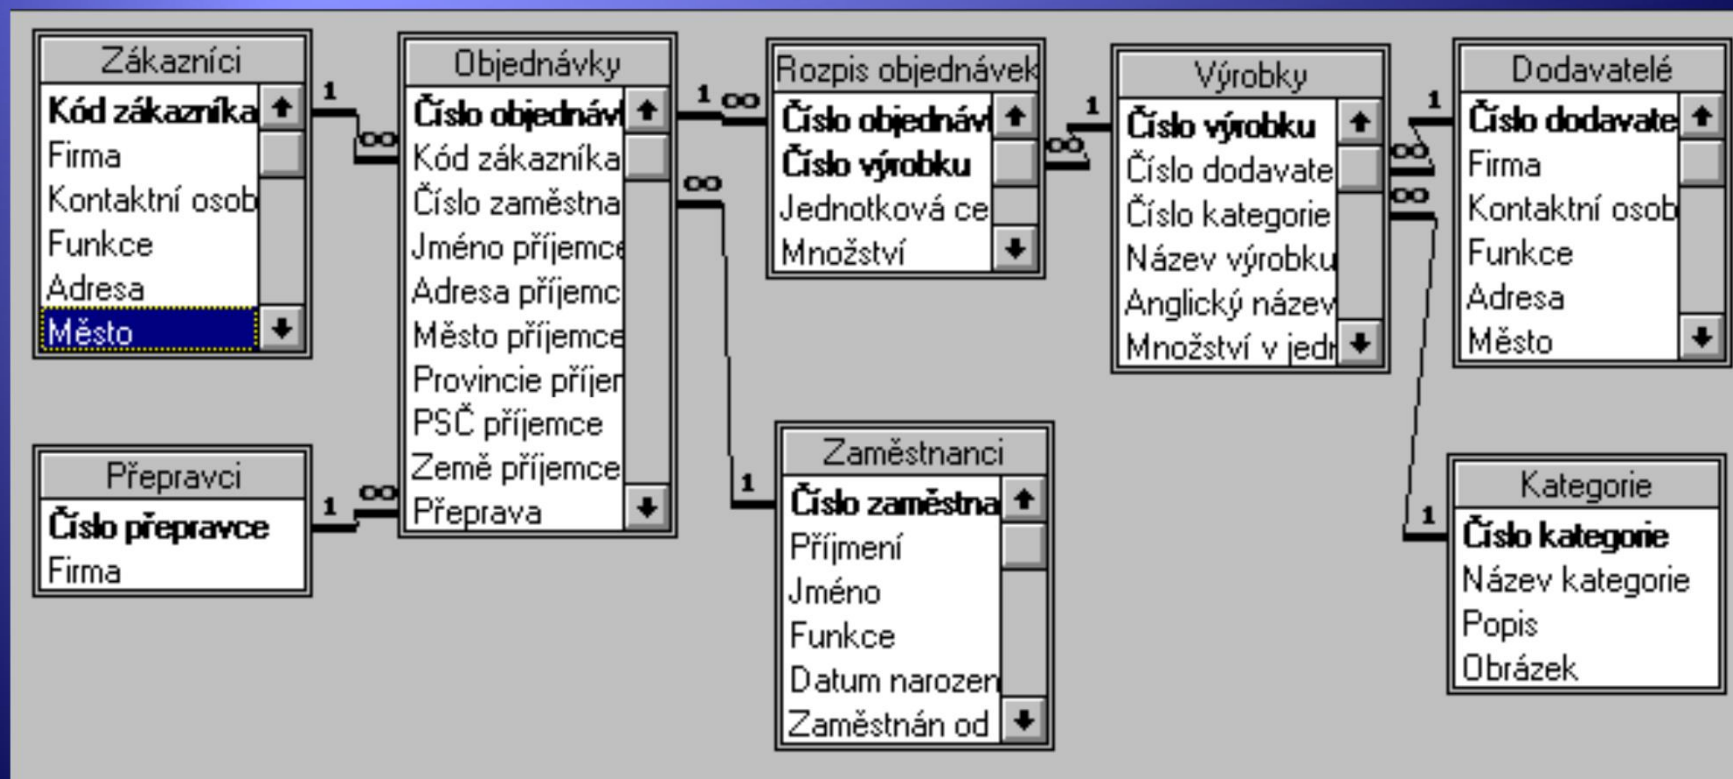 Zákazníci
Kód zákazníka
Firma
Kontaktní osob
Funkce
Adresa
Město
Objednávky
Číslo objednáv
Kód zákazníka
Číslo zaměstna
Jméno příjemce
Adresa příjemc
Město příjemce
Provincie příjem
PSČ příjemce
Země příjemce
Přeprava
Rozpis objednávek
Číslo objednáv
Číslo výrobku
Jednotková ce
Množství
Výrobky
Číslo výrobku
Číslo dodavate
Číslo kategorie
Název výrobku
Anglický název
Množství v jedn
Dodavatelé
Číslo dodavate
Firma
Kontaktní osob
Funkce
Adresa
Město
Přepravci
Číslo přepravce
Firma
Zaměstnanci
Číslo zaměstna
Příjmení
Jméno
Funkce
Datum narozen
Zaměstnán od
Kategorie
Číslo kategorie
Název kategorie
Popis
Obrázek
1
∞
1 ∞
∞
1
∞
1
∞
1
∞
1
∞
1